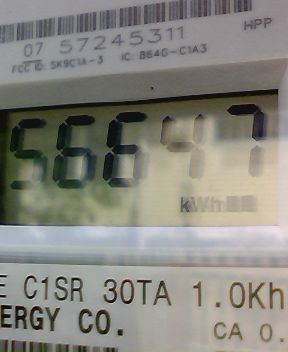 HPP
07 57245311
FCC ID: SK9C1A-3 IC: B64G-C1A3
56647
kWh
E C1SR 30TA 1.0Kh
ERGY CO.
CA 0.